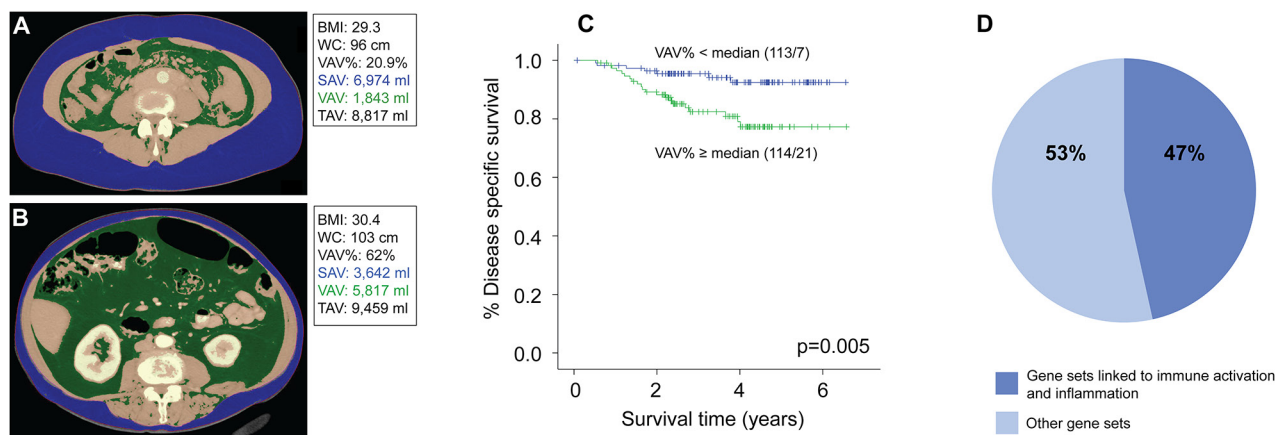 A
BMI: 29.3
WC: 96 cm
VAV%: 20.9%
SAV: 6,974 ml
VAV: 1,843 ml
TAV: 8,817 ml
B
BMI: 30.4
WC: 103 cm
VAV%: 62%
SAV: 3,642 ml
VAV: 5,817 ml
TAV: 9,459 ml
C
% Disease specific survival
1.0
0.8
0.6
0.4
0.2
0.0
VAV% < median (113/7)
VAV% ≥ median (114/21)
p=0.005
0
2
4
6
Survival time (years)
D
53%
47%
Gene sets linked to immune activation
and inflammation
Other gene sets